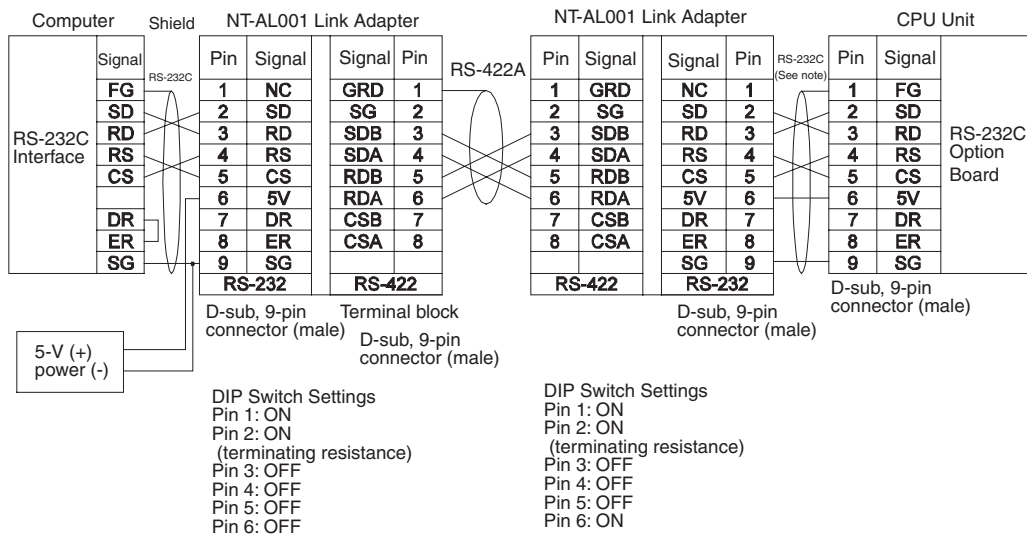 Computer
Shield
NT-AL001 Link Adapter
NT-AL001 Link Adapter
CPU Unit
RS-232C
Interface
Signal
FG
SD
RD
RS
CS
DR
ER
SG
RS-232C
Pin Signal
1 NC
2 SD
3 RD
4 RS
5 CS
6 5V
7 DR
8 ER
9 SG
RS-232
Signal Pin
GRD 1
SG 2
SDB 3
SDA 4
RDB 5
RDA 6
CSB 7
CSA 8
RS-422
RS-422A
Pin Signal
1 GRD
2 SG
3 SDB
4 SDA
5 RDB
6 RDA
7 CSB
8 CSA
RS-422
Signal Pin
NC 1
SD 2
RD 3
RS 4
CS 5
5V 6
DR 7
ER 8
SG 9
RS-232
RS-232C
(See note)
Pin Signal
1 FG
2 SD
3 RD
4 RS
5 CS
6 5V
7 DR
8 ER
9 SG
RS-232C
Option
Board
D-sub, 9-pin
connector (male)
Terminal block
D-sub, 9-pin
connector (male)
D-sub, 9-pin
connector (male)
D-sub, 9-pin
connector (male)
5-V (+)
power (-)
DIP Switch Settings
Pin 1: ON
Pin 2: ON
(terminating resistance)
Pin 3: OFF
Pin 4: OFF
Pin 5: OFF
Pin 6: OFF
DIP Switch Settings
Pin 1: ON
Pin 2: ON
(terminating resistance)
Pin 3: OFF
Pin 4: OFF
Pin 5: OFF
Pin 6: ON